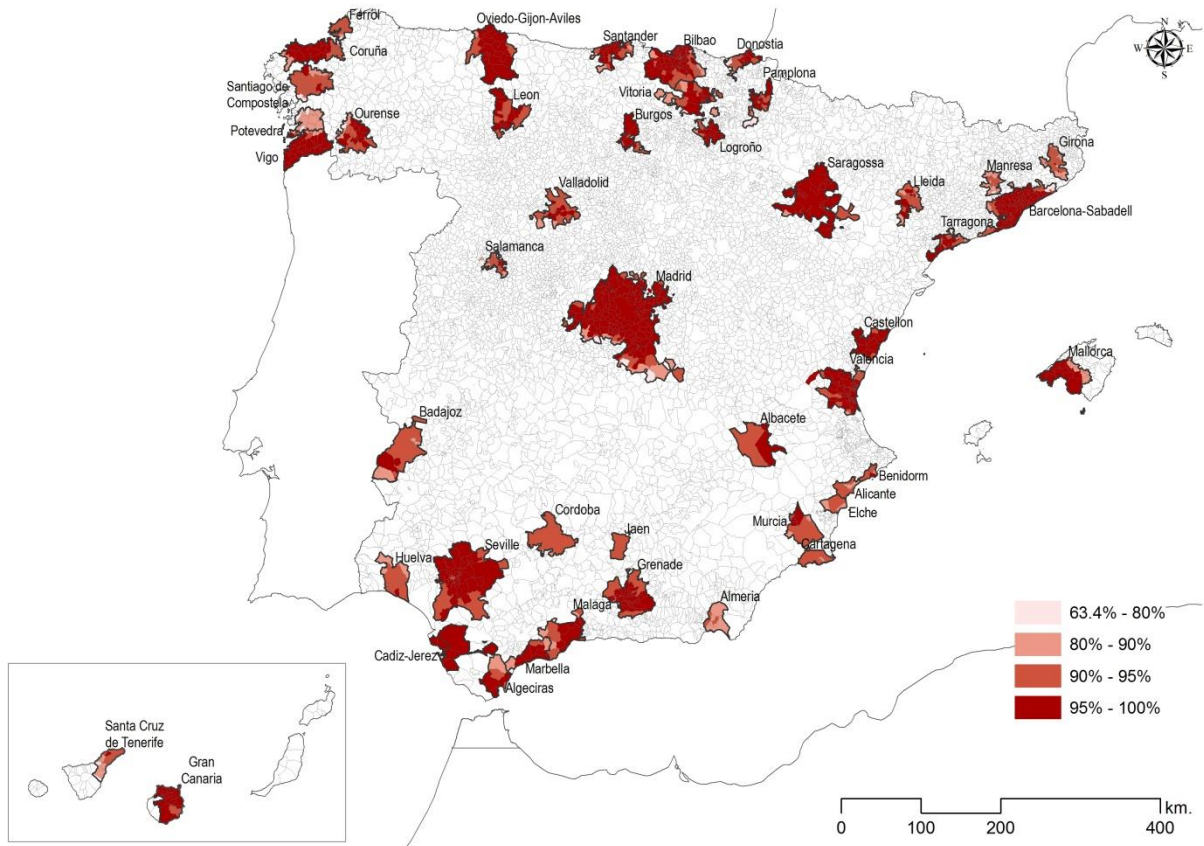 Ferrol
Oviedo-Gijon-Aviles
Santander
Bilbao
Donostia
Coruña
Pamplona
Santiago de
Compostela
Leon
Vitoria
Burgos
Potevedra
Ourense
Logroño
Vigo
Girona
Manresa
Saragossa
Lleida
Valladolid
Barcelona-Sabadell
Tarragona
Salamanca
Madrid
Castellon
Valencia
Mallorca
Badajoz
Albacete
Benidorm
Alicante
Elche
Cordoba
Jaen
Murcia
Cartagena
Huelva
Seville
Grenade
Almeria
Malaga
Cadiz-Jerez
Marbella
Algeciras
N
W
E
S
63.4% - 80%
80% - 90%
90% - 95%
95% - 100%
Santa Cruz
de Tenerife
Gran
Canaria
km.
0 100 200 300 400